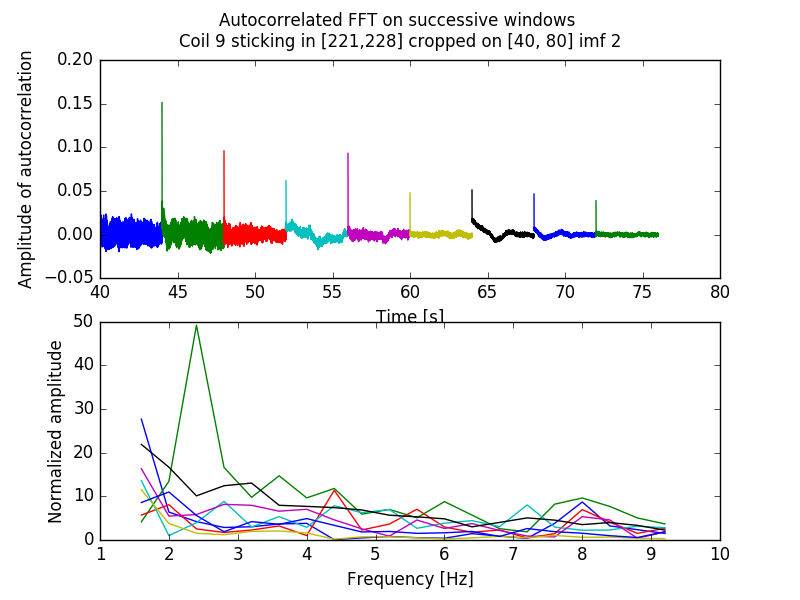 Autocorrelated FFT on successive windows
Coil 9 sticking in [221,228] cropped on [40, 80] imf 2
Amplitude of autocorrelation
0.20
0.15
0.10
0.05
0.00
−0.05
40 45 50 55 60 65 70 75 80
Time [s]
Normalized amplitude
50
40
30
20
10
0
1 2 3 4 5 6 7 8 9 10
Frequency [Hz]